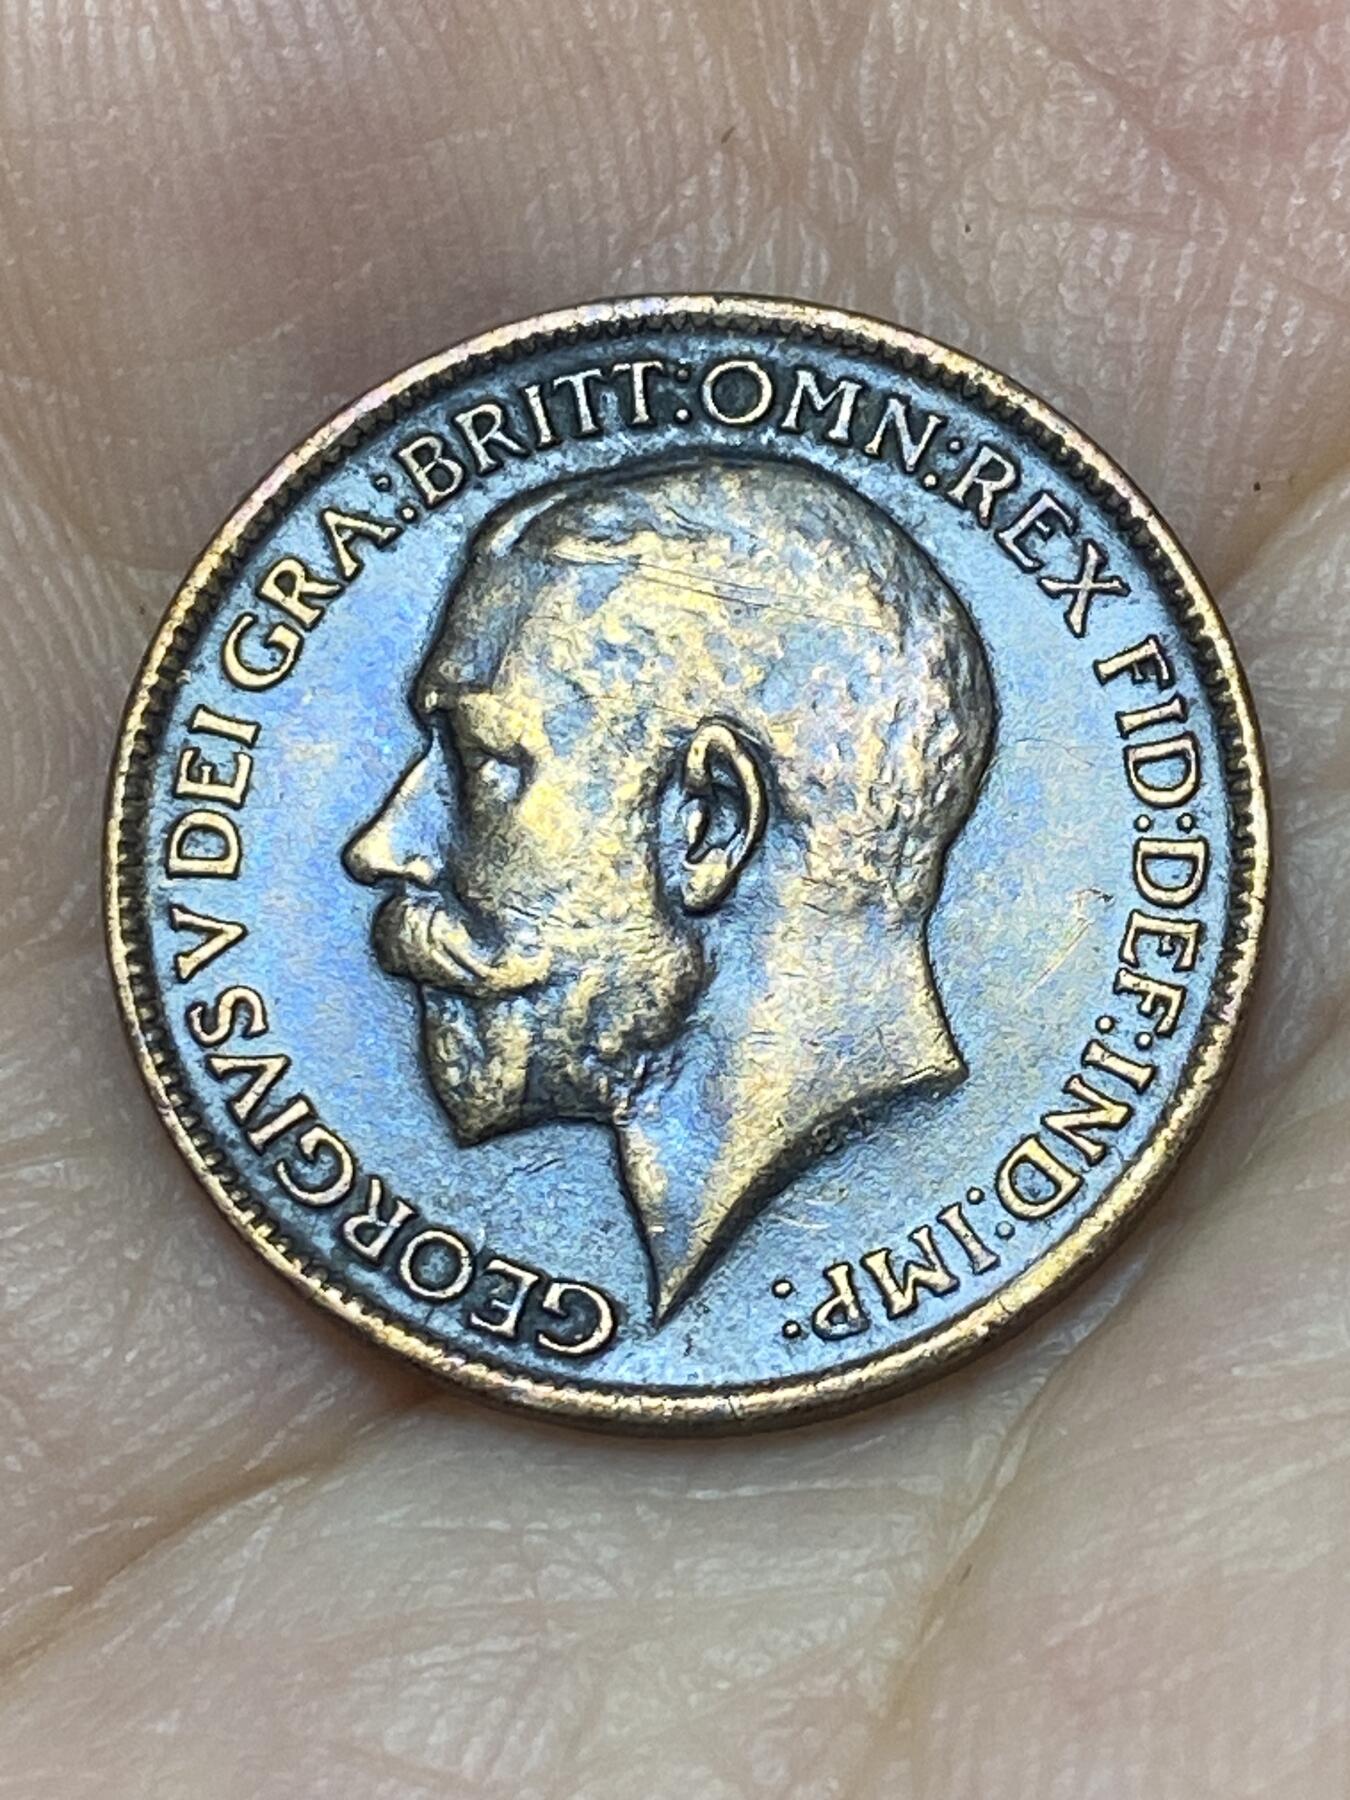 GEORGIVS V DEI GRA: BRITT: OMN: REX FID: DEF: IND: IMP: